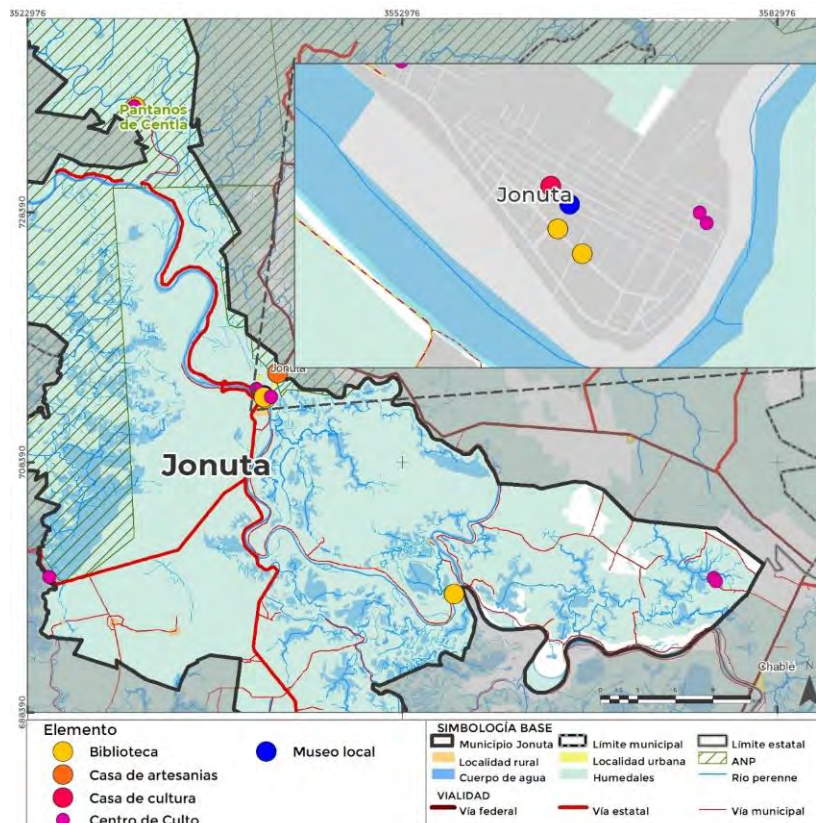 3522976
3552976
3582976
Pantanos
de Centla
Jonuta
728390
Jonuta
Jonuta
708390
Chablé
N
688390
Elemento
Biblioteca
Museo local
Casa de artesanias
Casa de cultura
Centro de Culto
SIMBOLOGÍA BASE
Municipio Jonuta
Límite municipal
Límite estatal
Localidad rural
Localidad urbana
ANP
Cuerpo de agua
Humedales
Río perenne
VIALIDAD
Vía federal
Vía estatal
Vía municipal